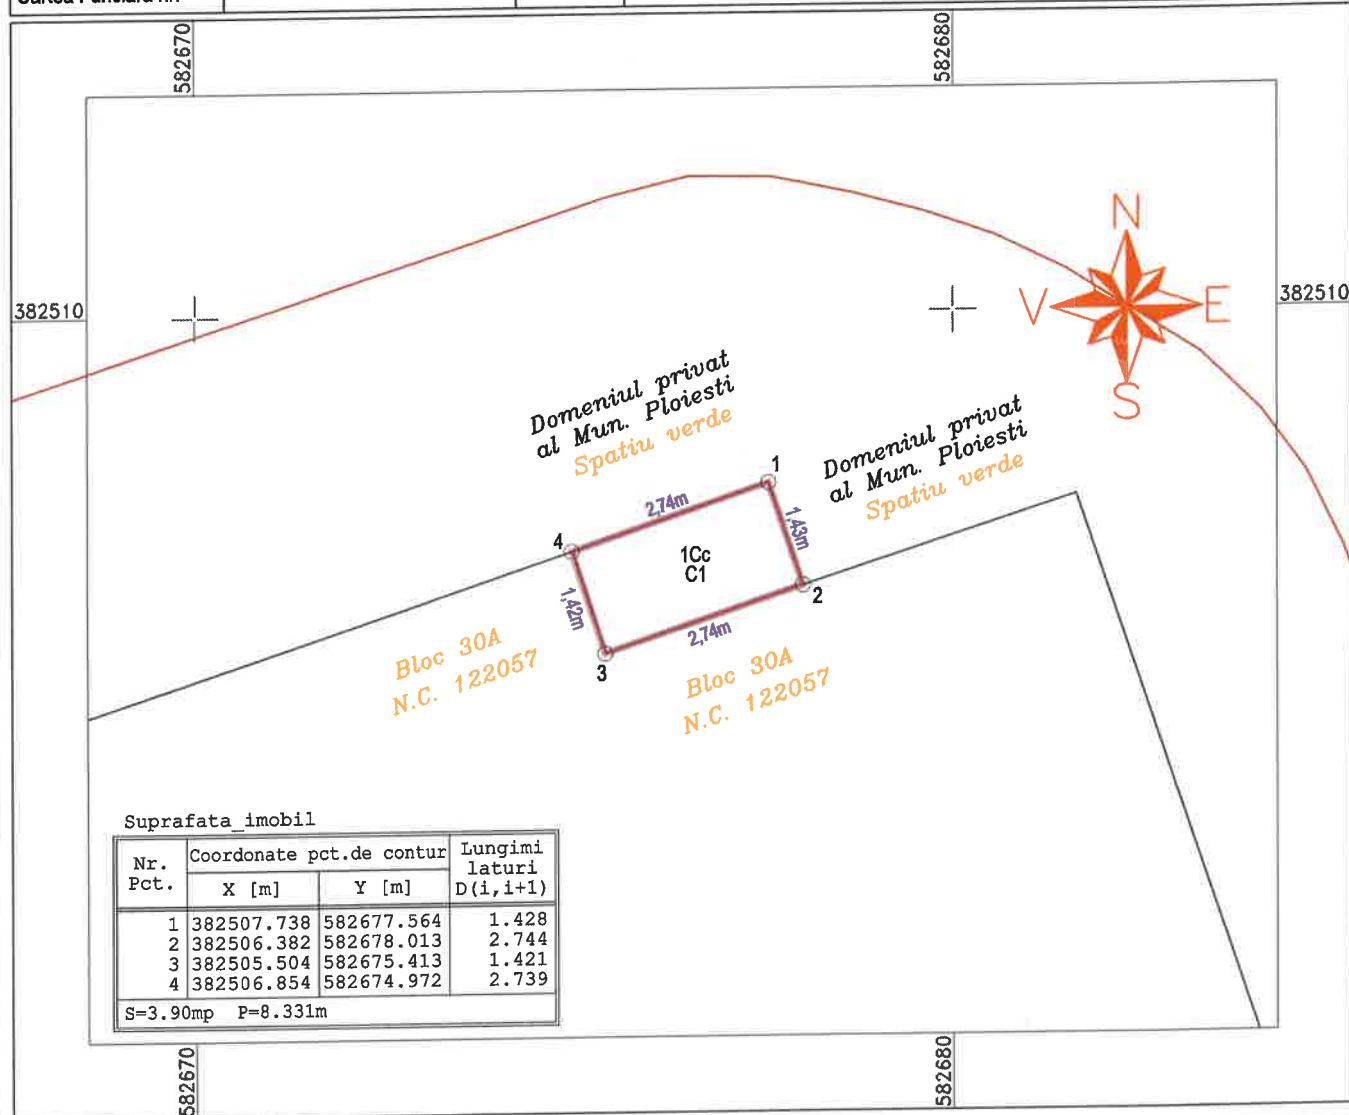 582670
582680
382510
382510
N
V
E
S
Domeniul privat
al Mun. Ploiesti
Spatiu verde
Domeniul privat
al Mun. Ploiesti
Spatiu verde
1
2,74m
1,43m
4
1Cc
C1
2
1,42m
2,74m
3
Bloc 30A
N.C. 122057
Bloc 30A
N.C. 122057
Suprafata_imobil
Nr. Pct. Coordonate pct.de contur Lungimi laturi D(i,i+1)
X [m] Y [m]
1 382507.738 582677.564 1.428
2 382506.382 582678.013 2.744
3 382505.504 582675.413 1.421
4 382506.854 582674.972 2.739
S=3.90mp P=8.331m
582670
582680